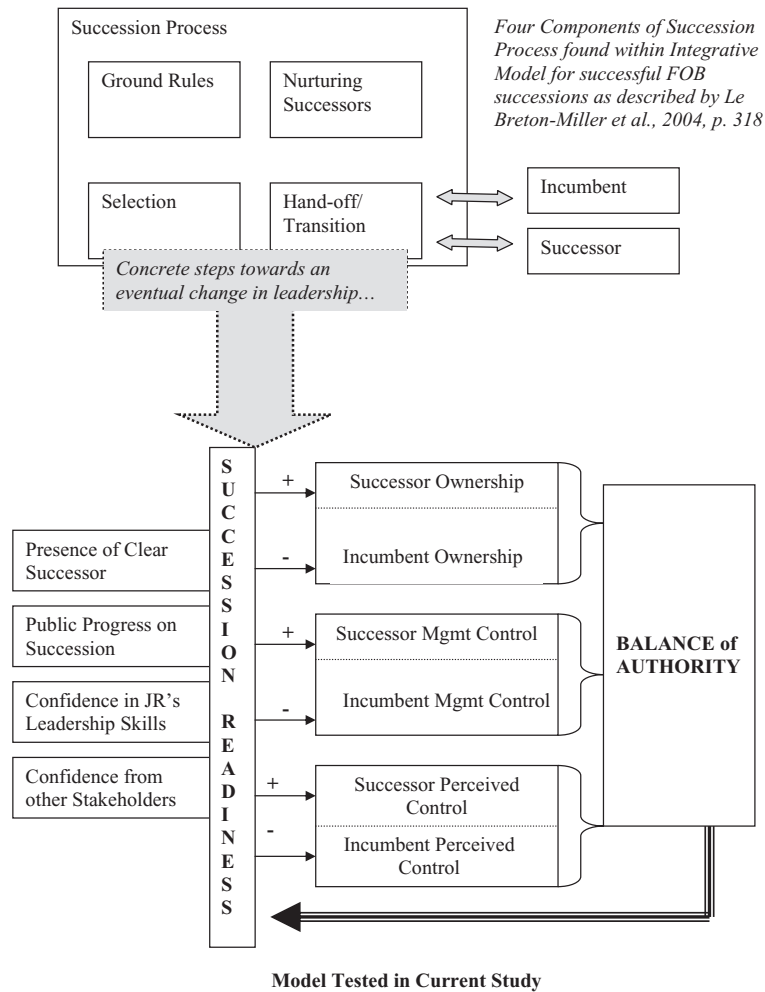 Succession Process
Four Components of Succession
Process found within Integrative
Model for successful FOB
successions as described by Le
Breton-Miller et al., 2004, p. 318
Ground Rules
Nurturing
Successors
Selection
Hand-off/
Transition
Incumbent
Successor
Concrete steps towards an
eventual change in leadership…
SUCCESSION READINESS
Presence of Clear
Successor
Public Progress on
Succession
Confidence in JR's
Leadership Skills
Confidence from
other Stakeholders
+
Successor Ownership
-
Incumbent Ownership
+
Successor Mgmt Control
-
Incumbent Mgmt Control
+
Successor Perceived
Control
-
Incumbent Perceived
Control
BALANCE of
AUTHORITY
Model Tested in Current Study